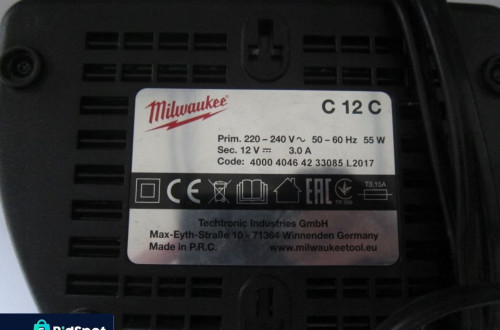 Milwaukee
C 12 C
Prim. 220 – 240 V~ 50 – 60 Hz 55 W
Sec. 12 V⎓ 3.0 A
Code: 4000 4046 42 33085 L2017
CE
EAC
T3,15A
Techtronic Industries GmbH
Max-Eyth-Straße 10 - 71364 Winnenden Germany
Made in P.R.C. www.milwaukeetool.eu
BidSpot